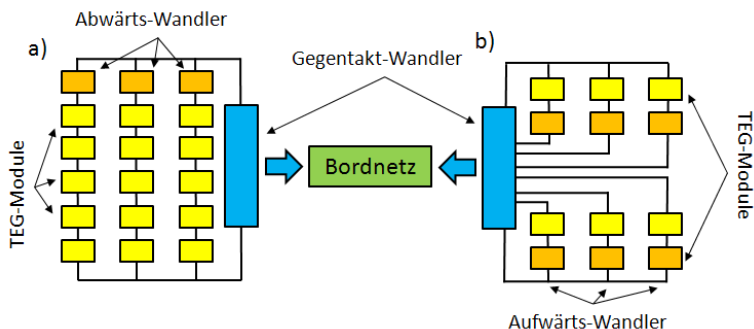 Abwärts-Wandler
a)
Gegentakt-Wandler
b)
TEG-Module
Bordnetz
TEG-Module
Aufwärts-Wandler